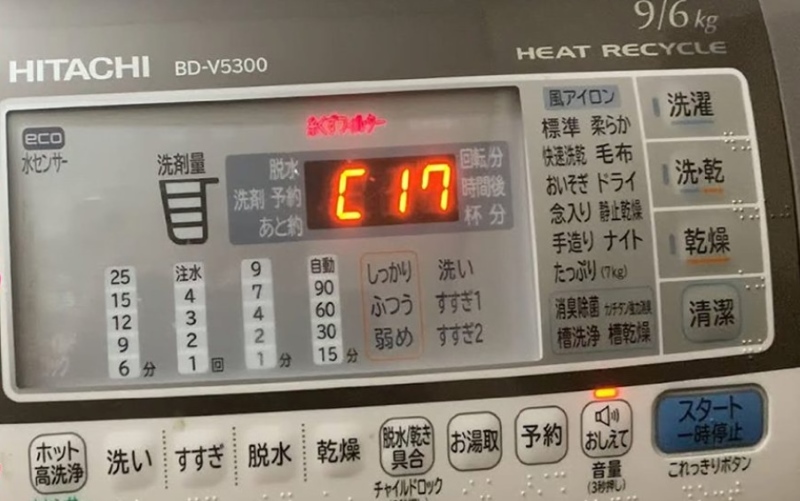 9/6kg
HITACHI BD-V5300
HEAT RECYCLE
eco
水センサー
洗剤量
脱水
洗剤 予約
あと約
C17
回転/分
時間後
杯 分
25
15
12
9
6 分
注水
4
3
2
1 回
9
7
4
2
1 分
自動
90
60
30
15 分
しっかり
ふつう
弱め
洗い
すすぎ1
すすぎ2
風アイロン
標準 柔らか
快速洗乾 毛布
おいそぎ ドライ
念入り 静止乾燥
手造り ナイト
たっぷり(7kg)
消臭除菌
槽洗浄 槽乾燥
洗濯
洗・乾
乾燥
清潔
ホット
高洗浄
洗い
すすぎ
脱水
乾燥
脱水/乾き
具合
チャイルドロック
お湯取
予約
おしえて
音量
(3秒押し)
スタート
一時停止
これっきりボタン